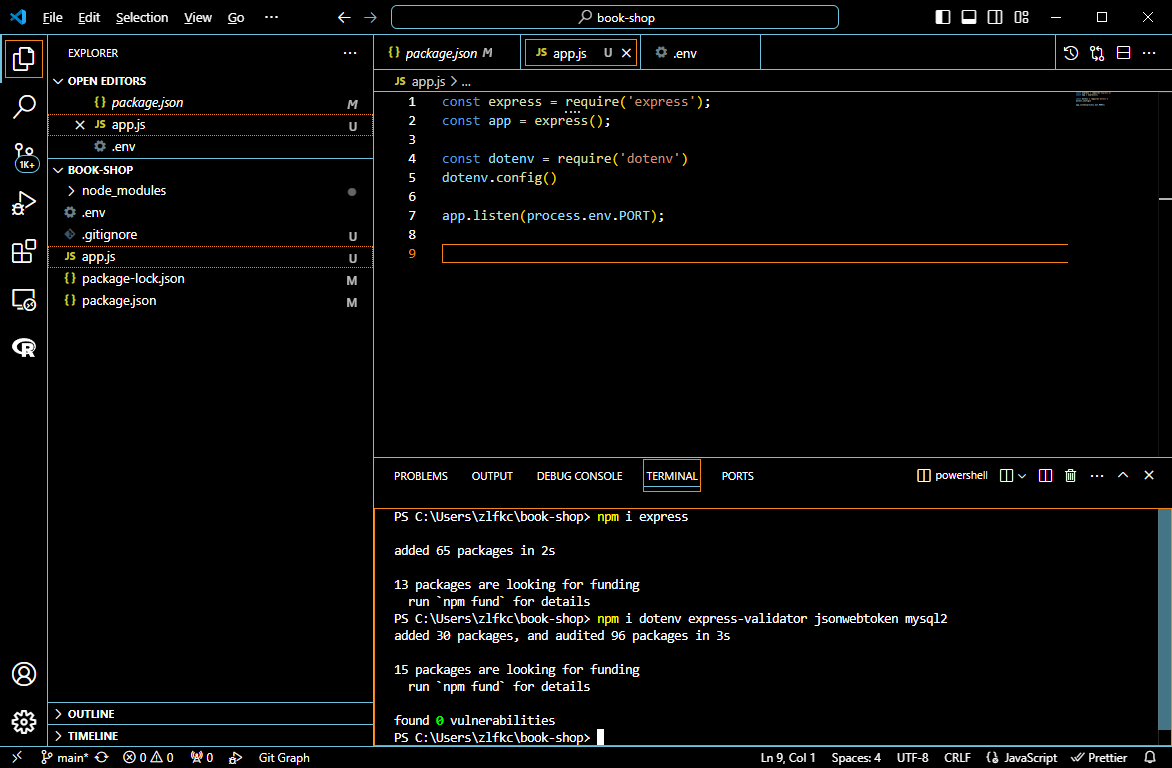 File Edit Selection View Go ··· book-shop
EXPLORER ···
OPEN EDITORS
{} package.json M
JS app.js U
.env
BOOK-SHOP
node_modules
.env
.gitignore U
JS app.js U
{} package-lock.json M
{} package.json M
OUTLINE
TIMELINE
1K+
R
{} package.json M JS app.js U .env
JS app.js > ...
1 const express = require('express');
2 const app = express();
3
4 const dotenv = require('dotenv')
5 dotenv.config()
6
7 app.listen(process.env.PORT);
8
9
PROBLEMS OUTPUT DEBUG CONSOLE TERMINAL PORTS powershell
PS C:\Users\zlfkc\book-shop> npm i express
added 65 packages in 2s
13 packages are looking for funding
run `npm fund` for details
PS C:\Users\zlfkc\book-shop> npm i dotenv express-validator jsonwebtoken mysql2
added 30 packages, and audited 96 packages in 3s
15 packages are looking for funding
run `npm fund` for details
found 0 vulnerabilities
PS C:\Users\zlfkc\book-shop>
main* 0 0 0 Git Graph Ln 9, Col 1 Spaces: 4 UTF-8 CRLF {} JavaScript Prettier